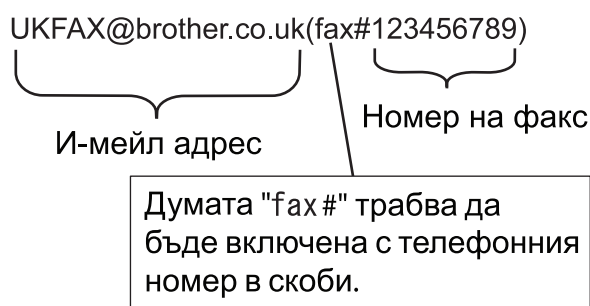 UKFAX@brother.co.uk(fax#123456789)
Номер на факс
И-мейл адрес
Думата "fax#" трабва да
бъде включена с телефонния
номер в скоби.